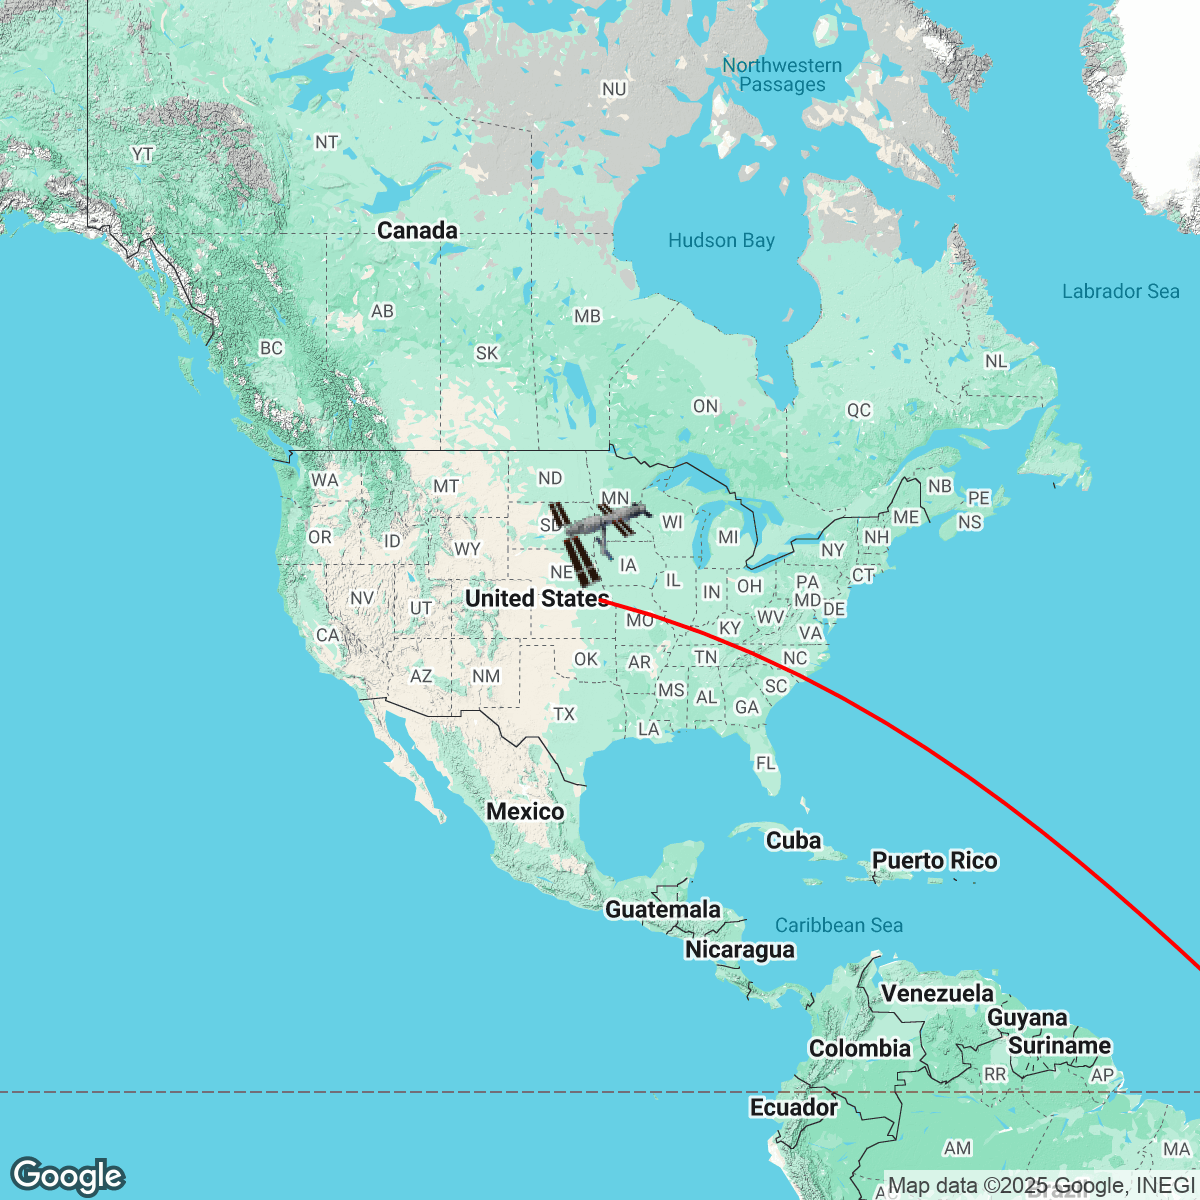 Northwestern
Passages
NU
NT
YT
Canada
Hudson Bay
Labrador Sea
AB
MB
BC
SK
NL
ON
QC
WA
MT
ND
MN
NB
PE
SD
WI
ME
NS
OR
ID
WY
MI
NH
NY
NE
IA
IL
IN
OH
PA
CT
NV
UT
United States
MD
DE
CA
MO
KY
WV
VA
AZ
NM
OK
AR
TN
NC
TX
MS
AL
GA
SC
LA
FL
Mexico
Cuba
Puerto Rico
Guatemala
Caribbean Sea
Nicaragua
Venezuela
Guyana
Colombia
Suriname
RR
AP
Ecuador
AM
MA
Google
Map data ©2025 Google, INEGI